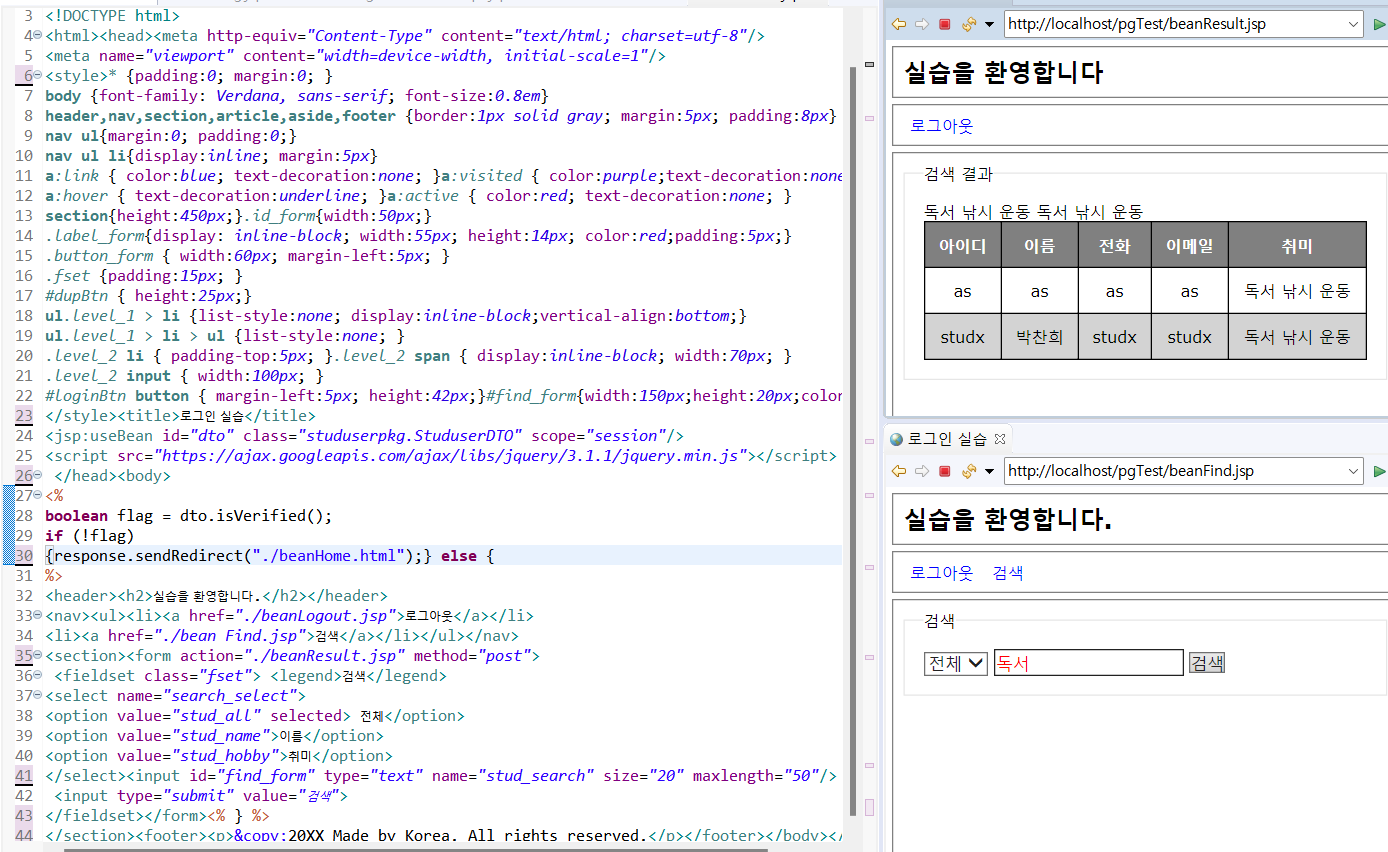 3 <!DOCTYPE html>
4 <html><head><meta http-equiv="Content-Type" content="text/html; charset=utf-8"/>
5 <meta name="viewport" content="width=device-width, initial-scale=1"/>
6 <style>* {padding:0; margin:0; }
7 body {font-family: Verdana, sans-serif; font-size:0.8em}
8 header,nav,section,article,aside,footer {border:1px solid gray; margin:5px; padding:8px}
9 nav ul{margin:0; padding:0;}
10 nav ul li{display:inline; margin:5px}
11 a:link { color:blue; text-decoration:none; }a:visited { color:purple;text-decoration:none
12 a:hover { text-decoration:underline; }a:active { color:red; text-decoration:none; }
13 section{height:450px;}.id_form{width:50px;}
14 .label_form{display: inline-block; width:55px; height:14px; color:red;padding:5px;}
15 .button_form { width:60px; margin-left:5px; }
16 .fset {padding:15px; }
17 #dupBtn { height:25px;}
18 ul.level_1 > li {list-style:none; display:inline-block;vertical-align:bottom;}
19 ul.level_1 > li > ul {list-style:none; }
20 .level_2 li { padding-top:5px; }.level_2 span { display:inline-block; width:70px; }
21 .level_2 input { width:100px; }
22 #loginBtn button { margin-left:5px; height:42px;}#find_form{width:150px;height:20px;color
23 </style><title>로그인 실습</title>
24 <jsp:useBean id="dto" class="studuserpkg.StuduserDTO" scope="session"/>
25 <script src="https://ajax.googleapis.com/ajax/libs/jquery/3.1.1/jquery.min.js"></script>
26 </head><body>
27 <%
28 boolean flag = dto.isVerified();
29 if (!flag)
30 {response.sendRedirect("./beanHome.html");} else {
31 %>
32 <header><h2>실습을 환영합니다.</h2></header>
33 <nav><ul><li><a href="./beanLogout.jsp">로그아웃</a></li>
34 <li><a href="./bean Find.jsp">검색</a></li></ul></nav>
35 <section><form action="./beanResult.jsp" method="post">
36 <fieldset class="fset"> <legend>검색</legend>
37 <select name="search_select">
38 <option value="stud_all" selected> 전체</option>
39 <option value="stud_name">이름</option>
40 <option value="stud_hobby">취미</option>
41 </select><input id="find_form" type="text" name="stud_search" size="20" maxlength="50"/>
42 <input type="submit" value="검색">
43 </fieldset></form><% } %>
44 </section><footer><p>&copy;20XX Made by Korea. All rights reserved.</p></footer></body></
http://localhost/pgTest/beanResult.jsp
실습을 환영합니다
로그아웃
검색 결과
독서 낚시 운동 독서 낚시 운동
아이디 이름 전화 이메일 취미
as as as as 독서 낚시 운동
studx 박찬희 studx studx 독서 낚시 운동
로그인 실습
http://localhost/pgTest/beanFind.jsp
실습을 환영합니다.
로그아웃 검색
검색
전체 독서 검색